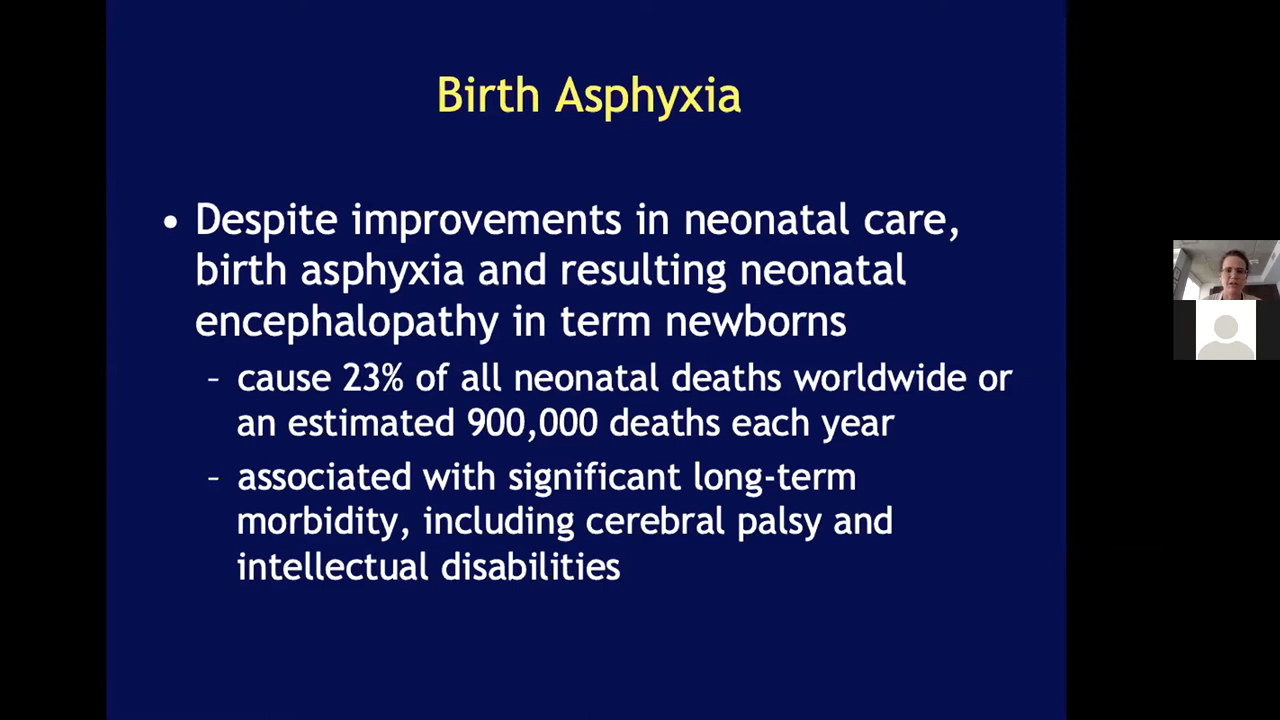 Birth Asphyxia
• Despite improvements in neonatal care,
birth asphyxia and resulting neonatal
encephalopathy in term newborns
– cause 23% of all neonatal deaths worldwide or
an estimated 900,000 deaths each year
– associated with significant long-term
morbidity, including cerebral palsy and
intellectual disabilities